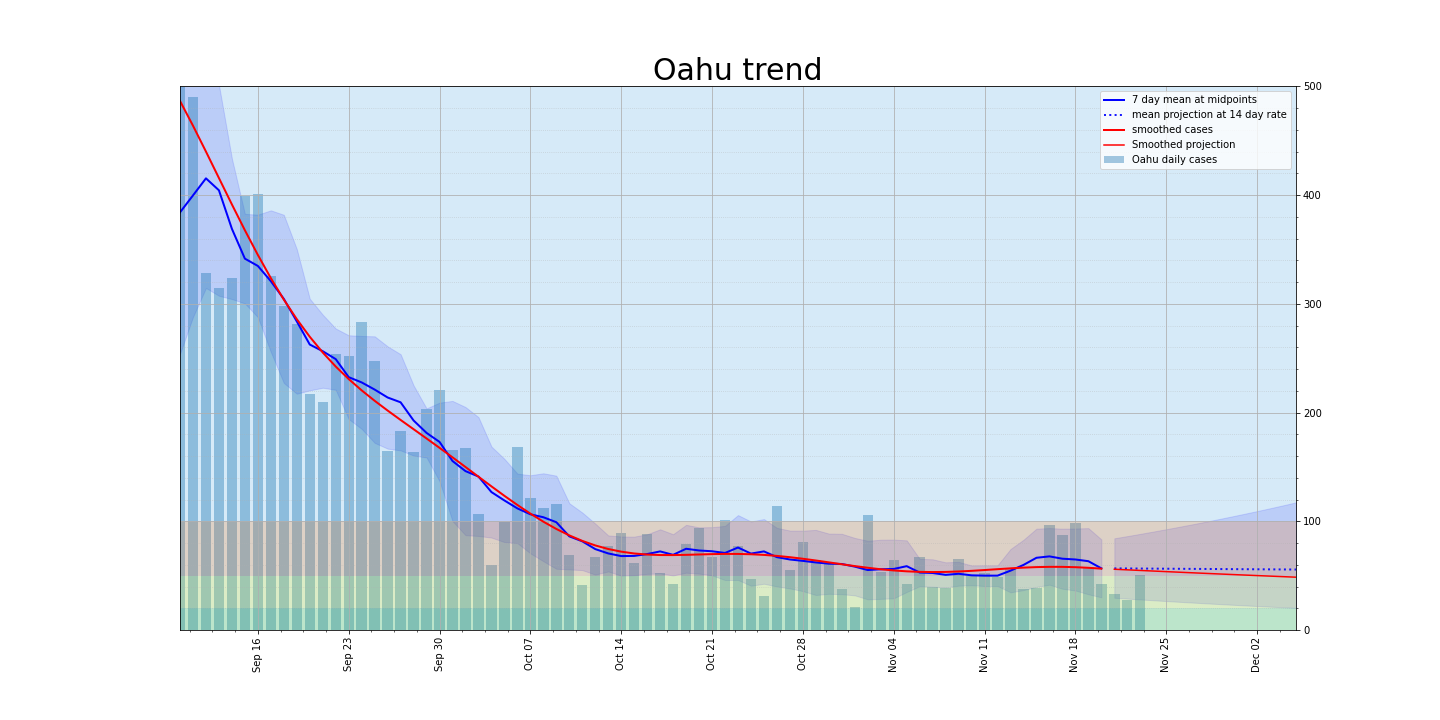 Oahu trend
7 day mean at midpoints
mean projection at 14 day rate
smoothed cases
Smoothed projection
Oahu daily cases
500
400
300
200
100
0
Sep 16
Sep 23
Sep 30
Oct 07
Oct 14
Oct 21
Oct 28
Nov 04
Nov 11
Nov 18
Nov 25
Dec 02